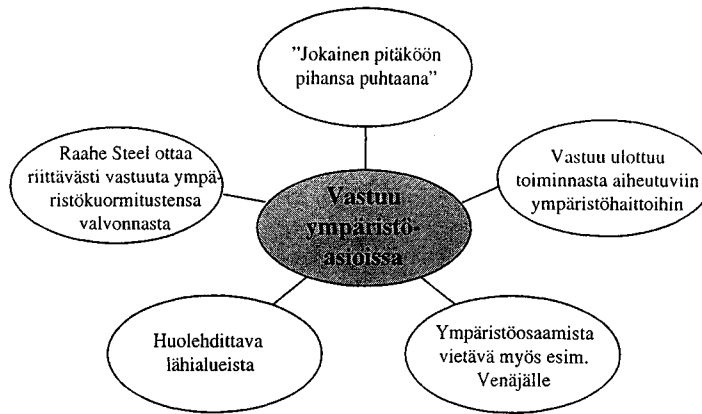 "Jokainen pitäköön
pihansa puhtaana"
Raahe Steel ottaa
riittävästi vastuuta ympä-
ristökuormitustensa
valvonnasta
Vastuu
ympäristö-
asioissa
Vastuu ulottuu
toiminnasta aiheutuviin
ympäristöhaittoihin
Huolehdittava
lähialueista
Ympäristöosaamista
vietävä myös esim.
Venäjälle